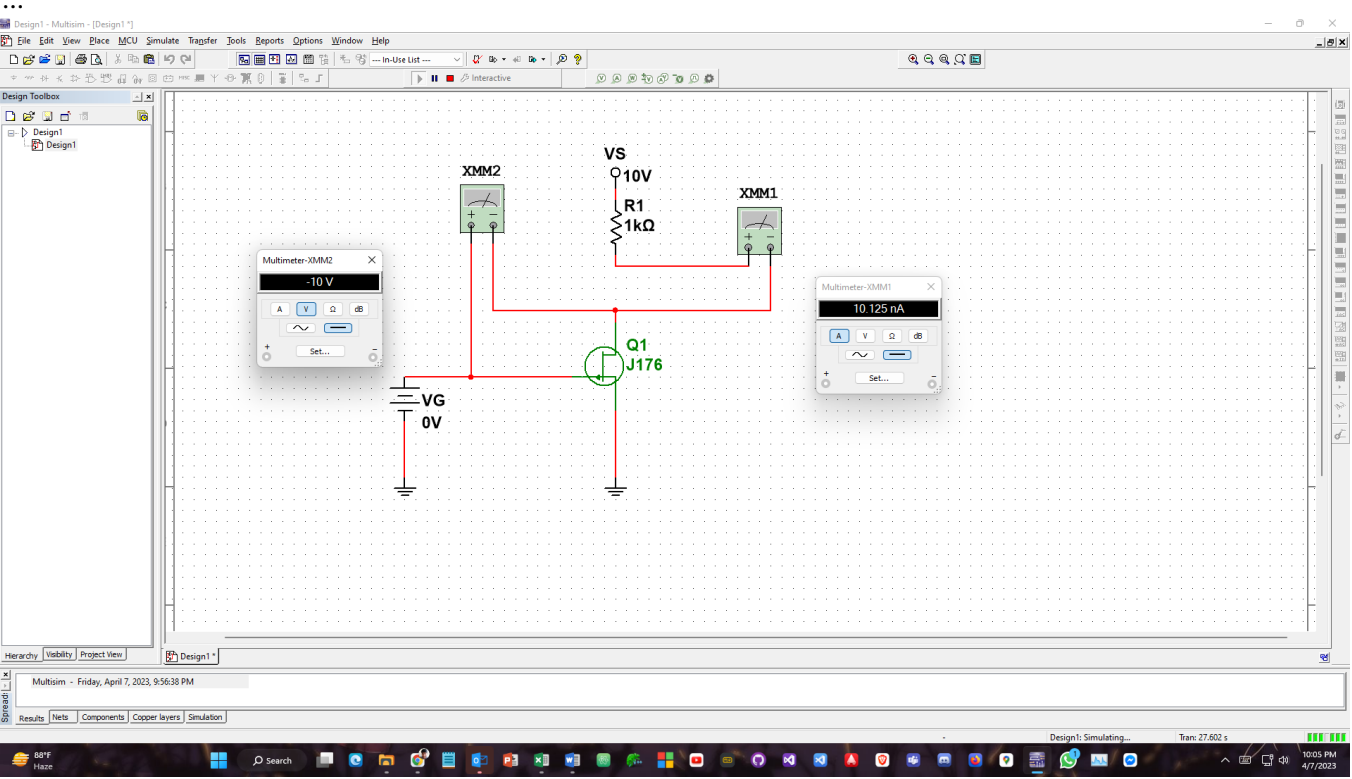 Design1 - Multisim - [Design1 *]
File Edit View Place MCU Simulate Transfer Tools Reports Options Window Help
--- In-Use List ---
Interactive
Design Toolbox
Design1
Design1
VS
10V
XMM2
XMM1
R1
1kΩ
+ −
+ −
Multimeter-XMM2
-10 V
A V Ω dB
+ −
Set...
Multimeter-XMM1
10.125 nA
A V Ω dB
+ −
Set...
Q1
J176
VG
0V
Hierarchy Visibility Project View
Design1 *
Multisim - Friday, April 7, 2023, 9:56:38 PM
Spreads
Results Nets Components Copper layers Simulation
- Design1: Simulating... Tran: 27.602 s
88°F
Haze
Search
1
10:05 PM
4/7/2023